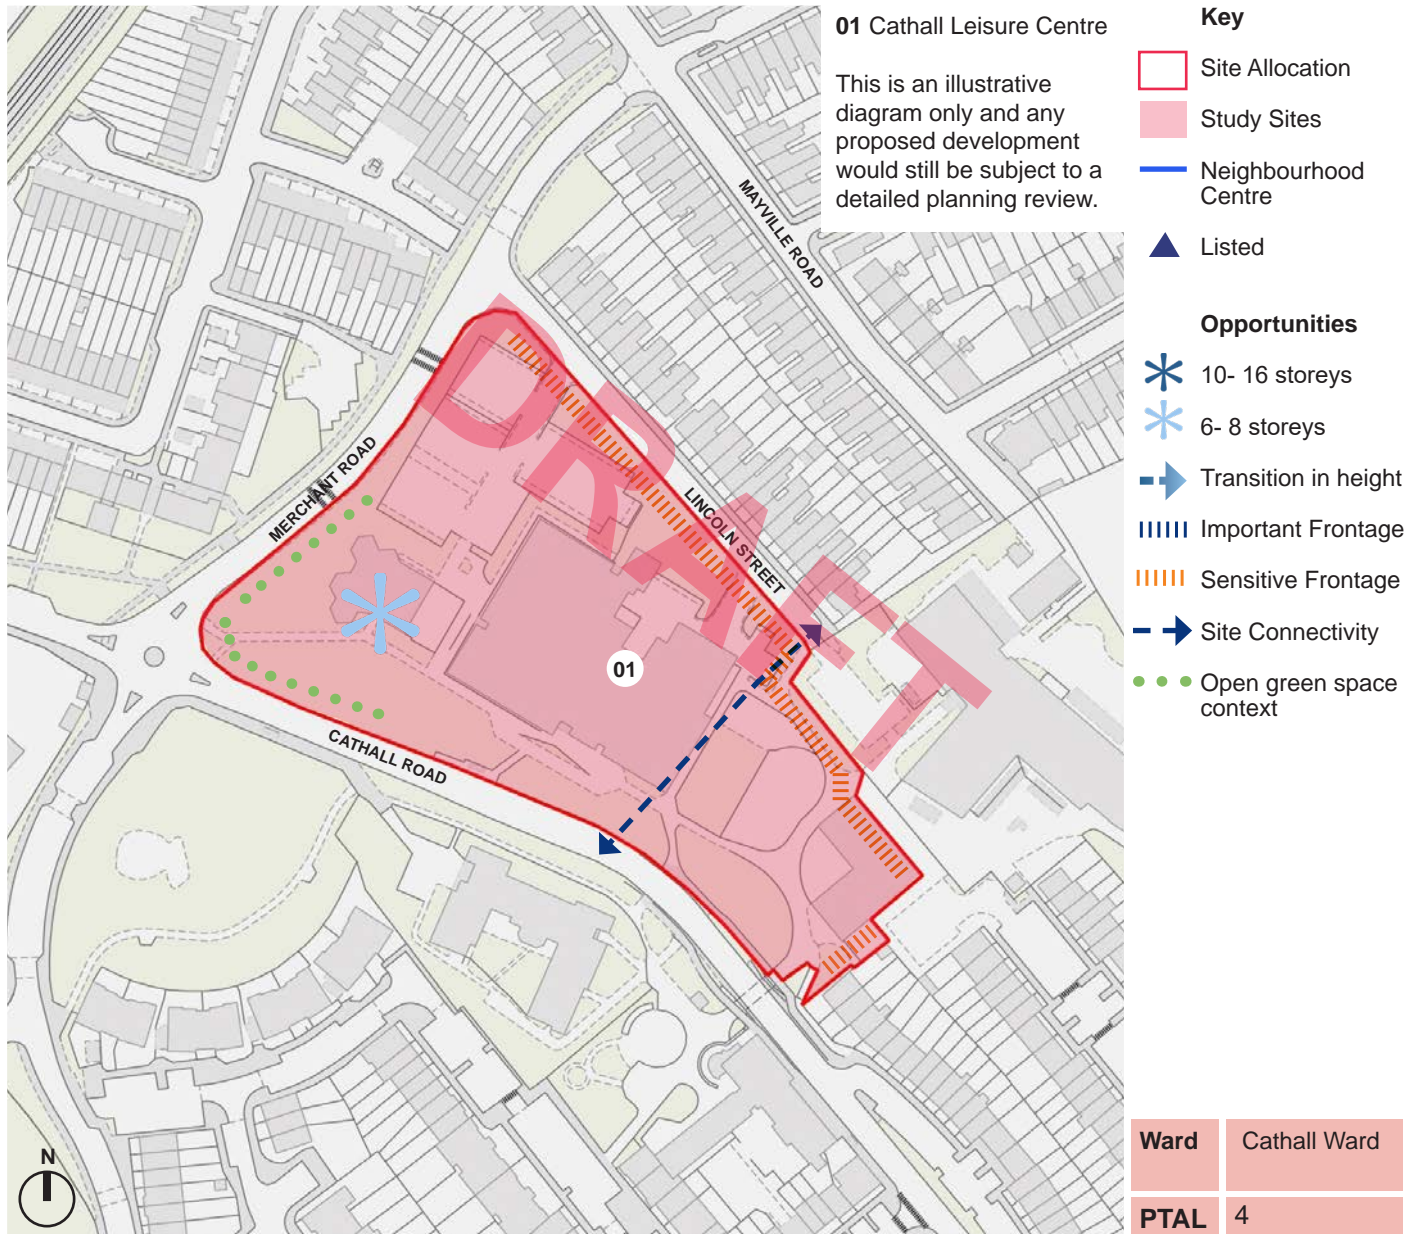 01 Cathall Leisure Centre
This is an illustrative
diagram only and any
proposed development
would still be subject to a
detailed planning review.
Key
Site Allocation
Study Sites
Neighbourhood
Centre
Listed
Opportunities
10- 16 storeys
6- 8 storeys
Transition in height
Important Frontage
Sensitive Frontage
Site Connectivity
Open green space
context
MAYVILLE ROAD
MERCHANT ROAD
LINCOLN STREET
CATHALL ROAD
01
DRAFT
N
Ward Cathall Ward
PTAL 4